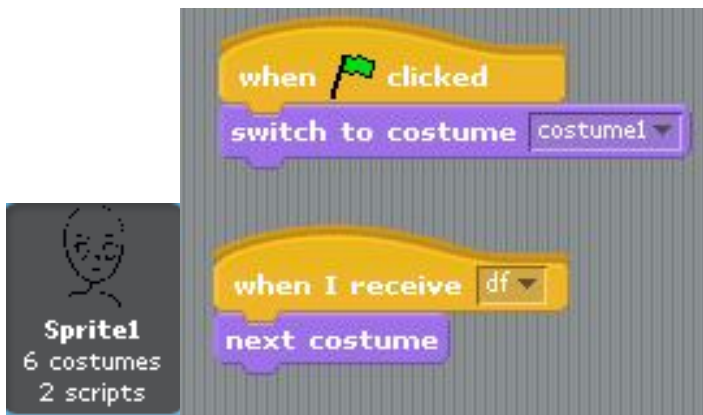 when clicked
switch to costume costume1
when I receive df
next costume
Sprite1
6 costumes
2 scripts